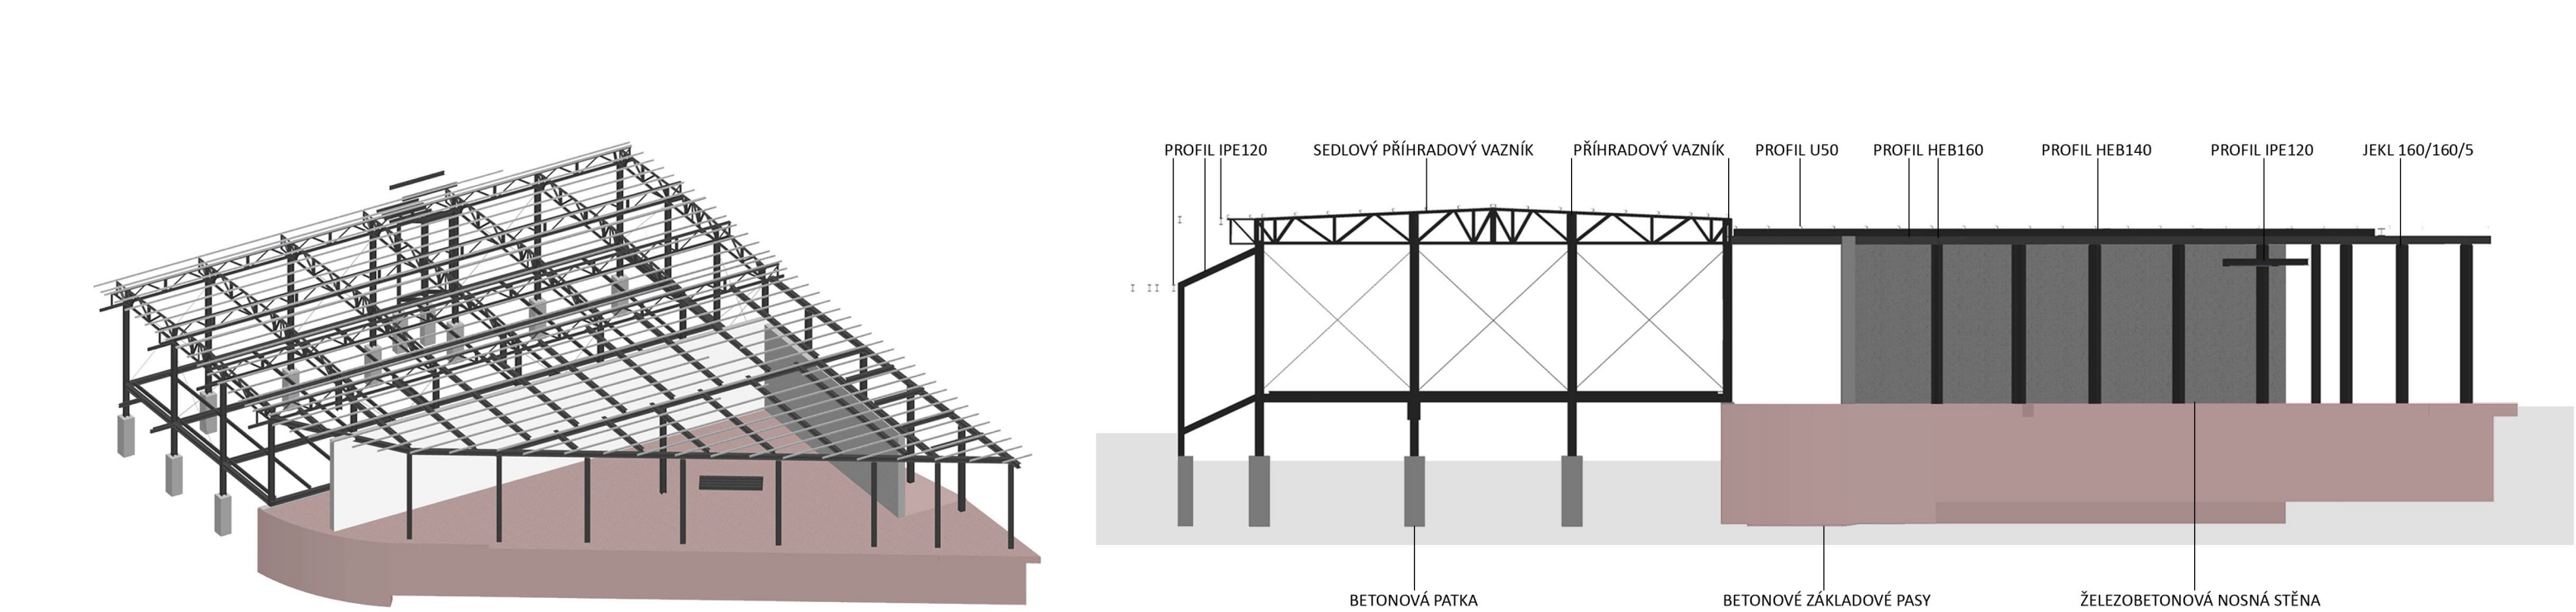 PROFIL IPE120
SEDLOVÝ PŘÍHRADOVÝ VAZNÍK
PŘÍHRADOVÝ VAZNÍK
PROFIL U50
PROFIL HEB160
PROFIL HEB140
PROFIL IPE120
JEKL 160/160/5
BETONOVÁ PATKA
BETONOVÉ ZÁKLADOVÉ PASY
ŽELEZOBETONOVÁ NOSNÁ STĚNA